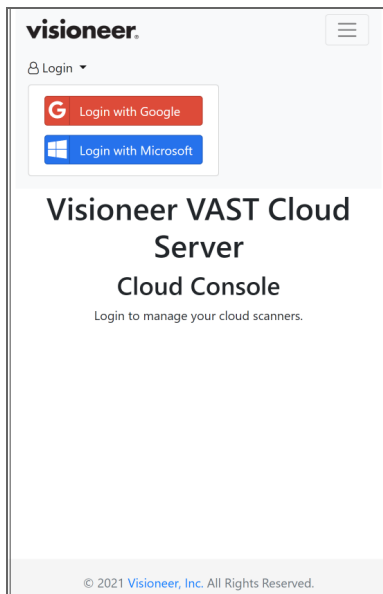 visioneer.
Login
Login with Google
Login with Microsoft
Visioneer VAST Cloud
Server
Cloud Console
Login to manage your cloud scanners.
© 2021 Visioneer, Inc. All Rights Reserved.